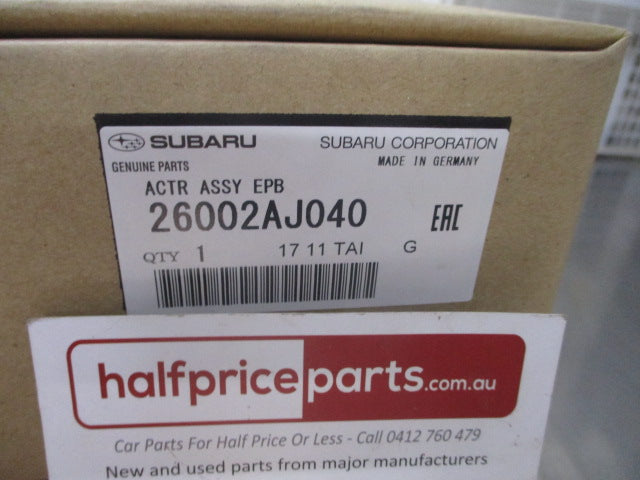 SUBARU SUBARU CORPORATION
GENUINE PARTS MADE IN GERMANY
ACTR ASSY EPB
26002AJ040 EAC
QTY 1 17 11 TAI G
halfpriceparts.com.au
Car Parts For Half Price Or Less - Call 0412 760 479
New and used parts from major manufacturers